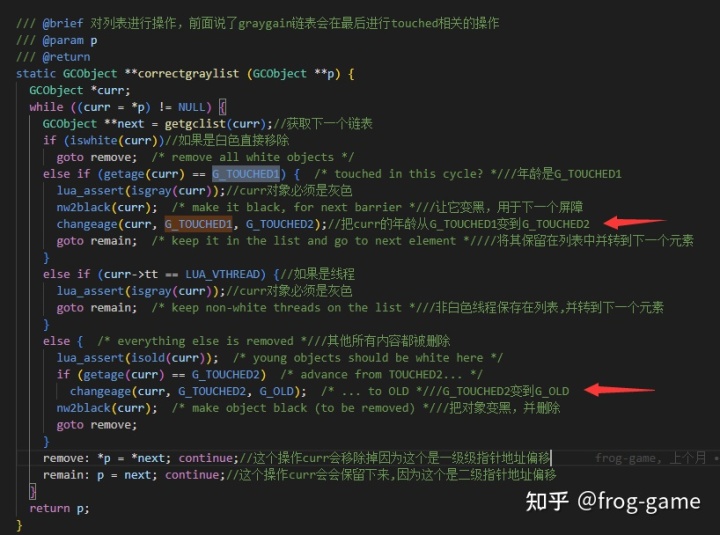 /// @brief 对列表进行操作，前面说了graygain链表会在最后进行touched相关的操作
/// @param p
/// @return
static GCObject **correctgraylist (GCObject **p) {
  GCObject *curr;
  while ((curr = *p) != NULL) {
    GCObject **next = getgclist(curr);//获取下一个链表
    if (iswhite(curr))//如果是白色直接移除
      goto remove;  /* remove all white objects */
    else if (getage(curr) == G_TOUCHED1) {  /* touched in this cycle? *///年龄是G_TOUCHED1
      lua_assert(isgray(curr));//curr对象必须是灰色
      nw2black(curr);  /* make it black, for next barrier *///让它变黑，用于下一个屏障
      changeage(curr, G_TOUCHED1, G_TOUCHED2);//把curr的年龄从G_TOUCHED1变到G_TOUCHED2
      goto remain;  /* keep it in the list and go to next element *////将其保留在列表中并转到下一个元素
    }
    else if (curr->tt == LUA_VTHREAD) {//如果是线程
      lua_assert(isgray(curr));//curr对象必须是灰色
      goto remain;  /* keep non-white threads on the list *///非白色线程保存在列表,并转到下一个元素
    }
    else {  /* everything else is removed *///其他所有内容都被删除
      lua_assert(isold(curr));  /* young objects should be white here */
      if (getage(curr) == G_TOUCHED2)  /* advance from TOUCHED2... */
        changeage(curr, G_TOUCHED2, G_OLD);  /* ... to OLD *///G_TOUCHED2变到G_OLD
      nw2black(curr);  /* make object black (to be removed) *///把对象变黑，并删除
      goto remove;
    }
    remove: *p = *next; continue;//这个操作curr会移除掉因为这个是一级级指针地址偏移 frog-game, 上个月 •
    remain: p = next; continue;//这个操作curr会会保留下来,因为这个是二级指针地址偏移
  }
  return p;
}
知乎 @frog-game